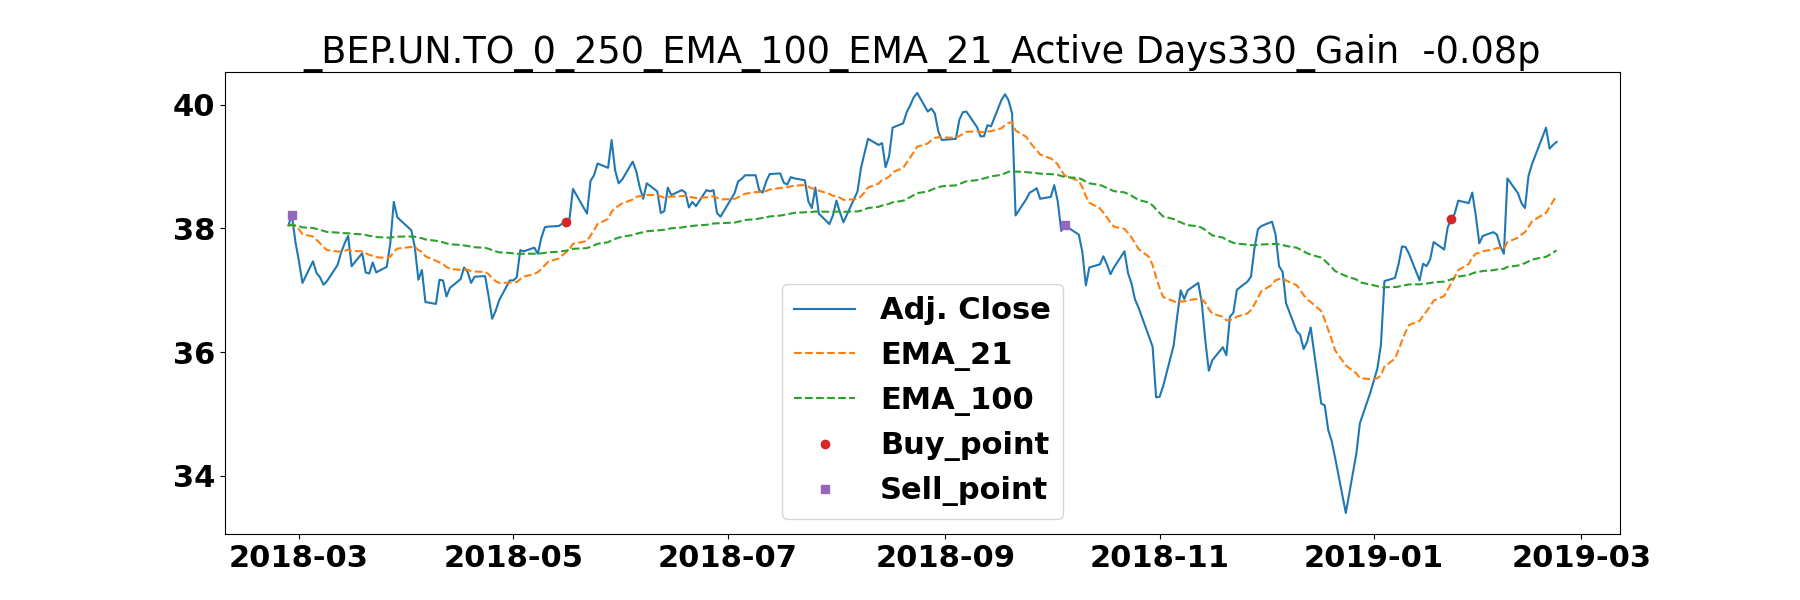 _BEP.UN.TO_0_250_EMA_100_EMA_21_Active Days330_Gain  -0.08p
40
38
36
34
Adj. Close
EMA_21
EMA_100
Buy_point
Sell_point
2018-03 2018-05 2018-07 2018-09 2018-11 2019-01 2019-03